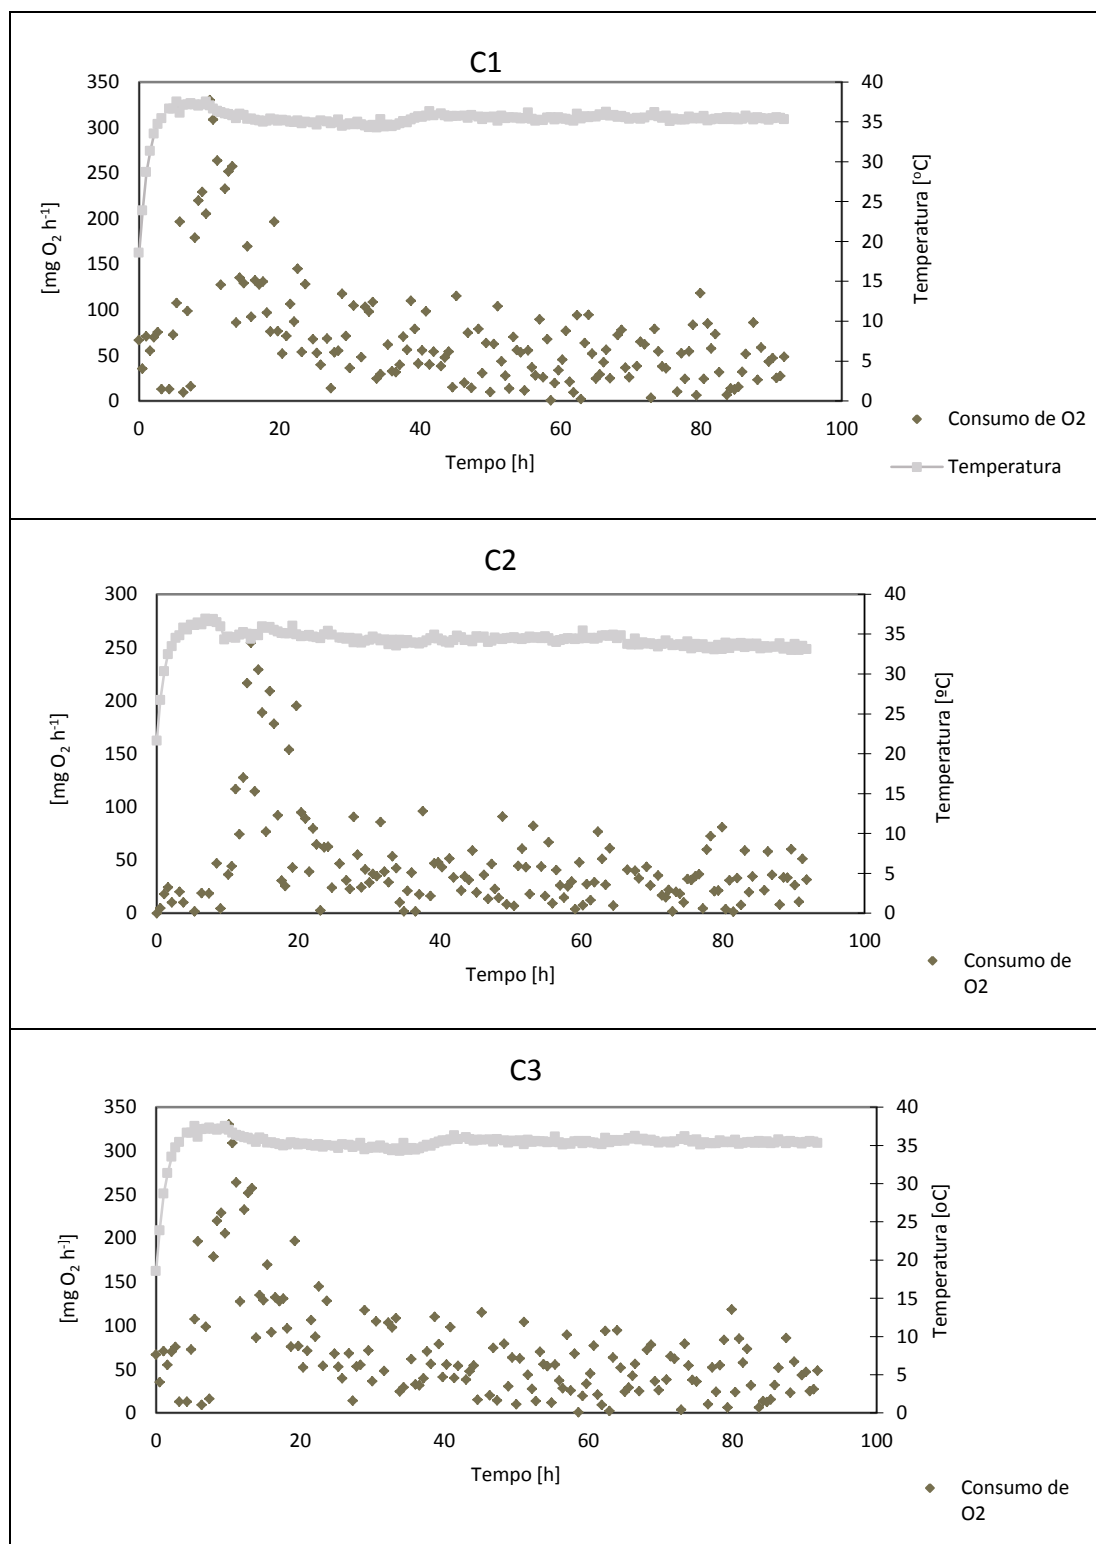 C1
350
300
250
200
150
100
50
0
[mg O₂ h⁻¹]
40
35
30
25
20
15
10
5
0
Temperatura [ºC]
0 20 40 60 80 100
Tempo [h]
Consumo de O2
Temperatura
C2
300
250
200
150
100
50
0
[mg O₂ h⁻¹]
40
35
30
25
20
15
10
5
0
Temperatura [ºC]
0 20 40 60 80 100
Tempo [h]
Consumo de
O2
C3
350
300
250
200
150
100
50
0
[mg O₂ h⁻¹]
40
35
30
25
20
15
10
5
0
Temperatura [oC]
0 20 40 60 80 100
Tempo [h]
Consumo de
O2